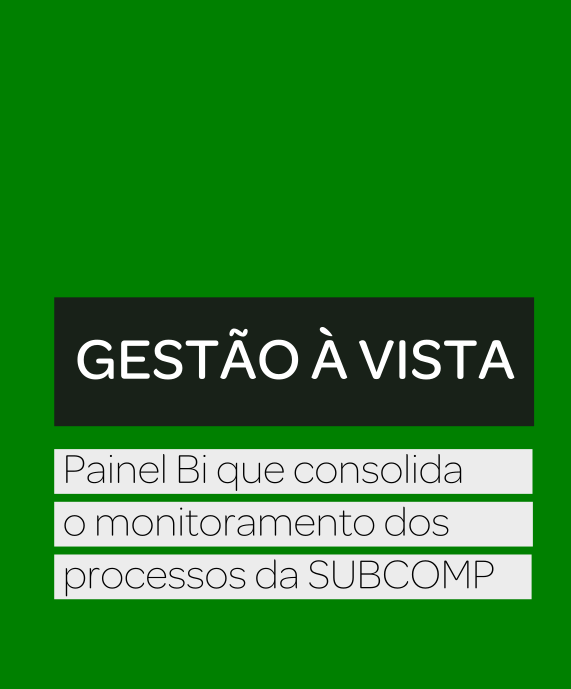 GESTÃO À VISTA
Painel Bi que consolida
o monitoramento dos
processos da SUBCOMP